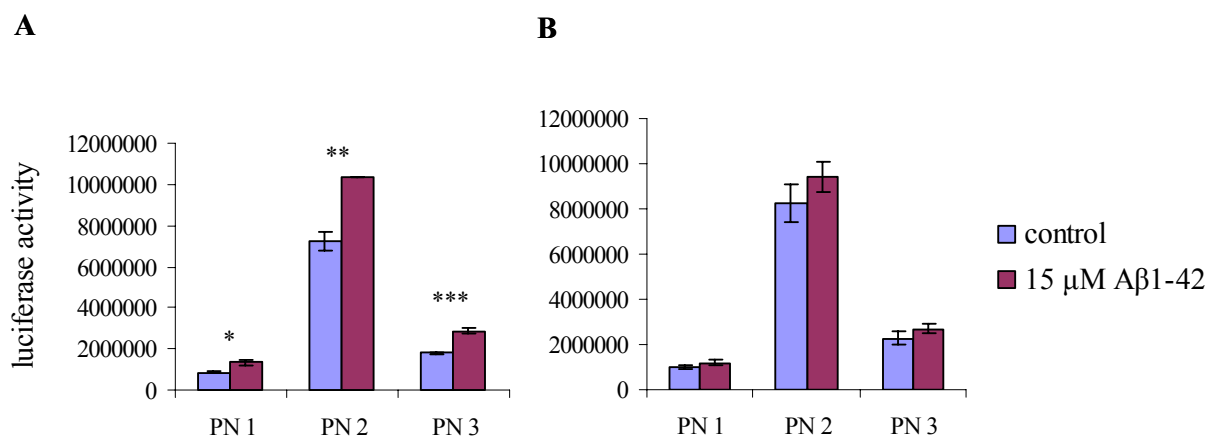 A
B
luciferase activity
12000000
10000000
8000000
6000000
4000000
2000000
0
*
**
***
PN 1
PN 2
PN 3
12000000
10000000
8000000
6000000
4000000
2000000
0
PN 1
PN 2
PN 3
control
15 μM Aβ1-42